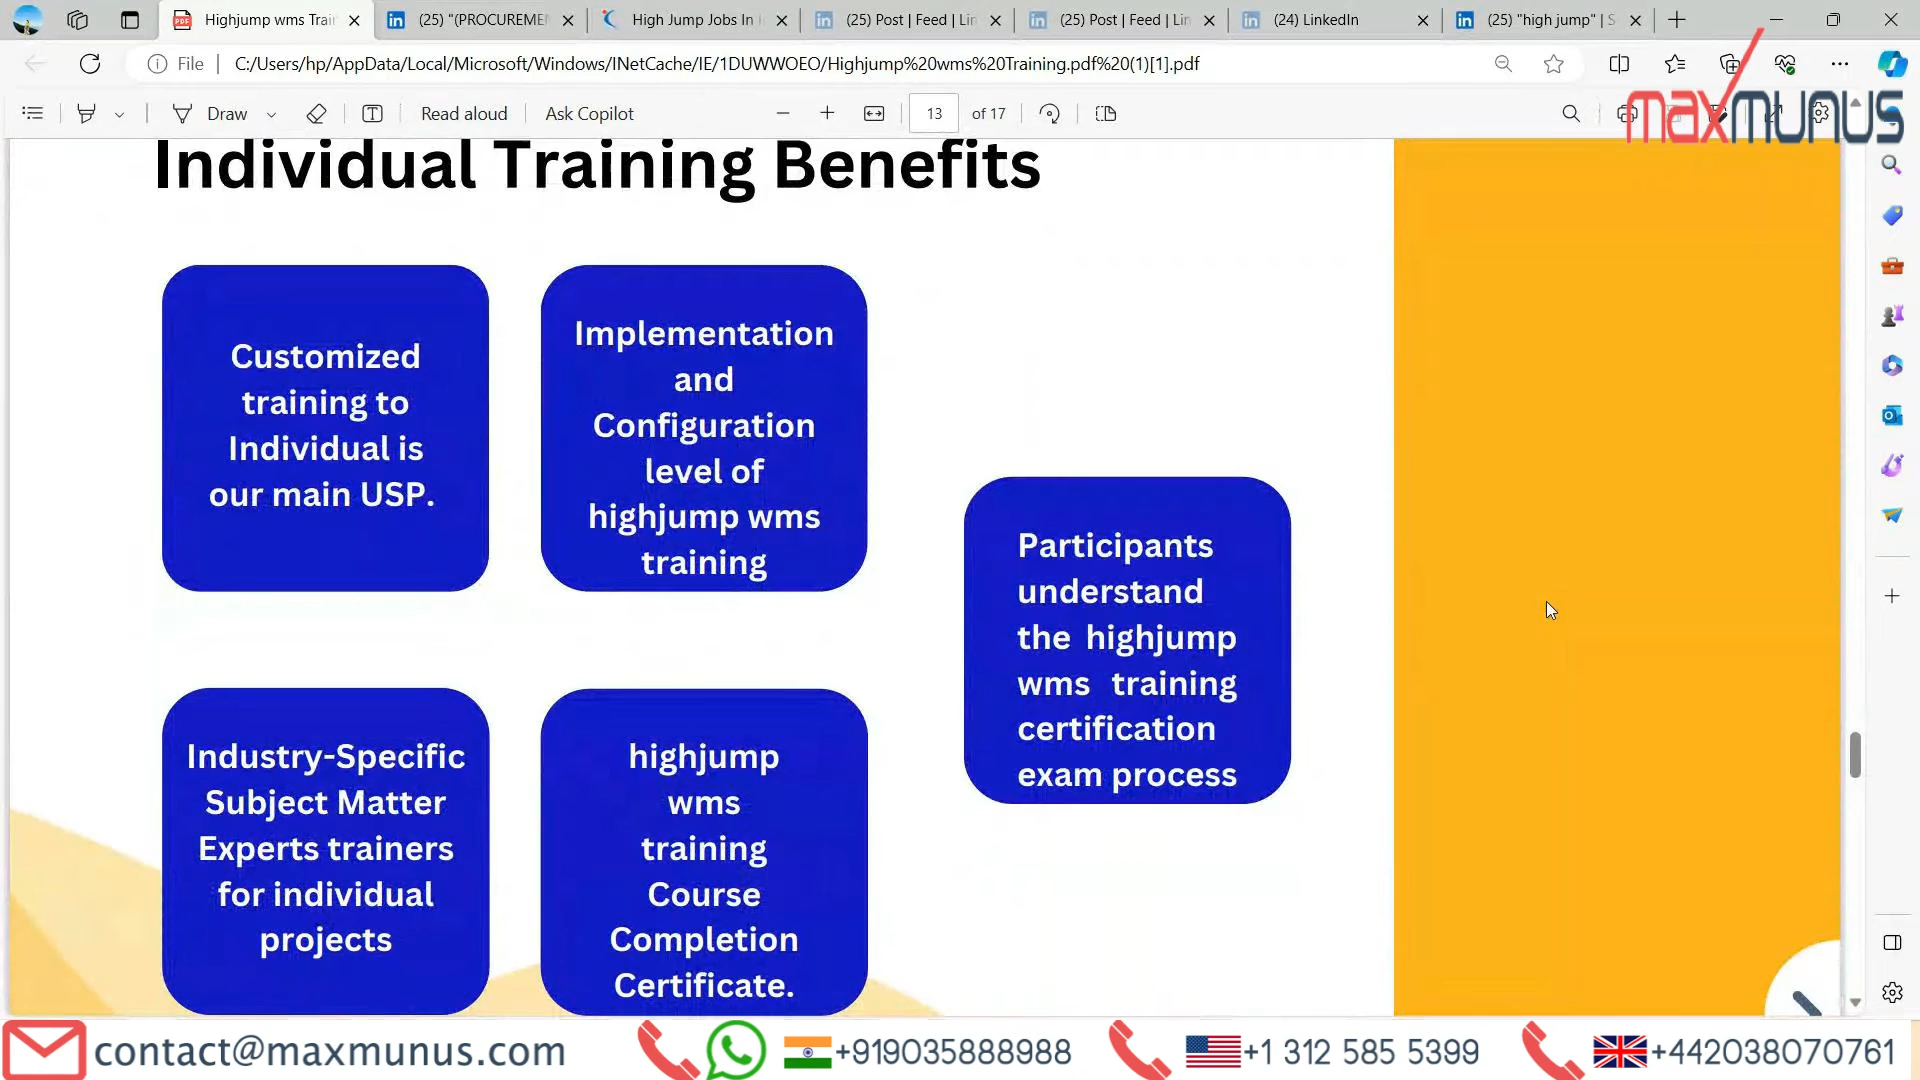 Highjump wms Trai
(25) "(PROCUREME
High Jump Jobs In
(25) Post | Feed | Lin
(25) Post | Feed | Lin
(24) LinkedIn
(25) "high jump" | S
File
C:/Users/hp/AppData/Local/Microsoft/Windows/INetCache/IE/1DUWWOEO/Highjump%20wms%20Training.pdf%20(1)[1].pdf
Draw
Read aloud
Ask Copilot
13 of 17
maxmunus
Individual Training Benefits
Customized
training to
Individual is
our main USP.
Implementation
and
Configuration
level of
highjump wms
training
Participants
understand
the highjump
wms training
certification
exam process
Industry-Specific
Subject Matter
Experts trainers
for individual
projects
highjump
wms
training
Course
Completion
Certificate.
contact@maxmunus.com
+919035888988
+1 312 585 5399
+442038070761